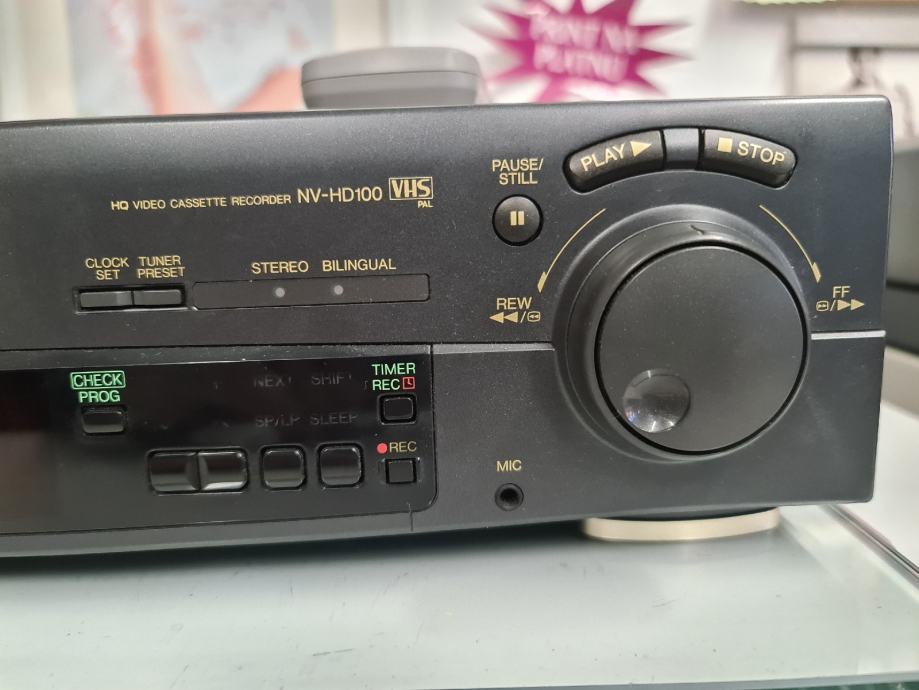 PLAY
STOP
PAUSE/
STILL
HQ VIDEO CASSETTE RECORDER NV-HD100 VHS
PAL
CLOCK
SET
TUNER
PRESET
STEREO BILINGUAL
REW
FF
CHECK
PROG
NEXT SHIFT
TIMER
REC
SP/LP SLEEP
REC
MIC